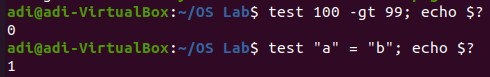 adi@adi-VirtualBox:~/OS Lab$ test 100 -gt 99; echo $?
0
adi@adi-VirtualBox:~/OS Lab$ test "a" = "b"; echo $?
1